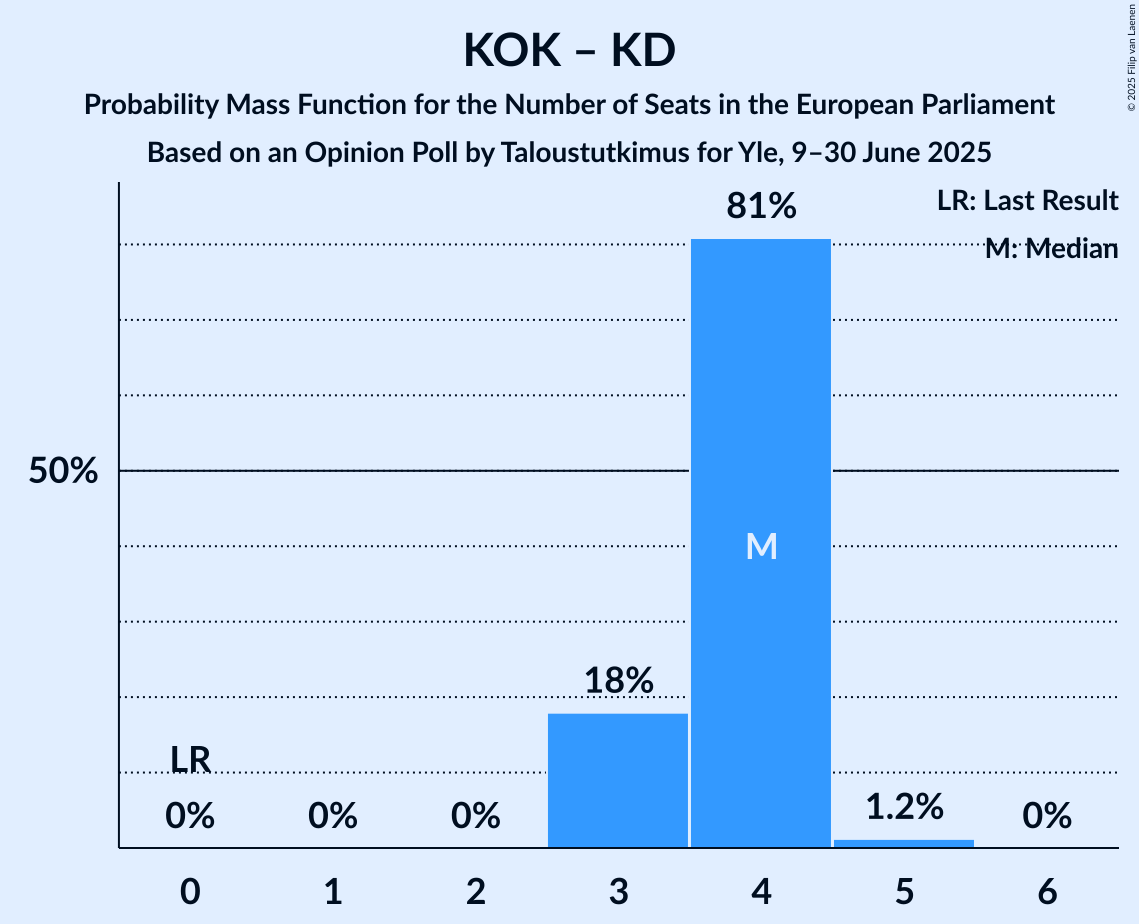 KOK – KD
Probability Mass Function for the Number of Seats in the European Parliament
Based on an Opinion Poll by Taloustutkimus for Yle, 9–30 June 2025
© 2025 Filip van Laenen
LR: Last Result
M: Median
81%
50%
M
18%
LR
0%
0%
0%
1.2%
0%
0
1
2
3
4
5
6